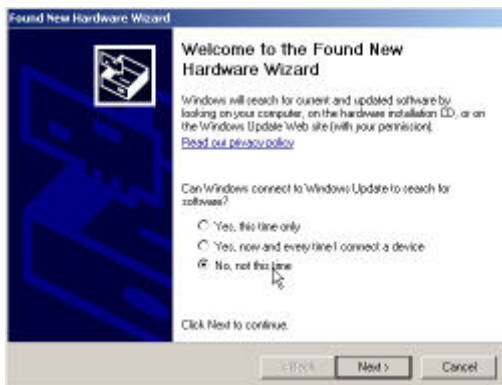 Found New Hardware Wizard
Welcome to the Found New
Hardware Wizard
Windows will search for current and updated software by
looking on your computer, on the hardware installation CD, or on
the Windows Update Web site (with your permission).
Read our privacy policy
Can Windows connect to Windows Update to search for
software?
Yes, this time only
Yes, now and every time I connect a device
No, not this time
Click Next to continue.
< Back
Next >
Cancel